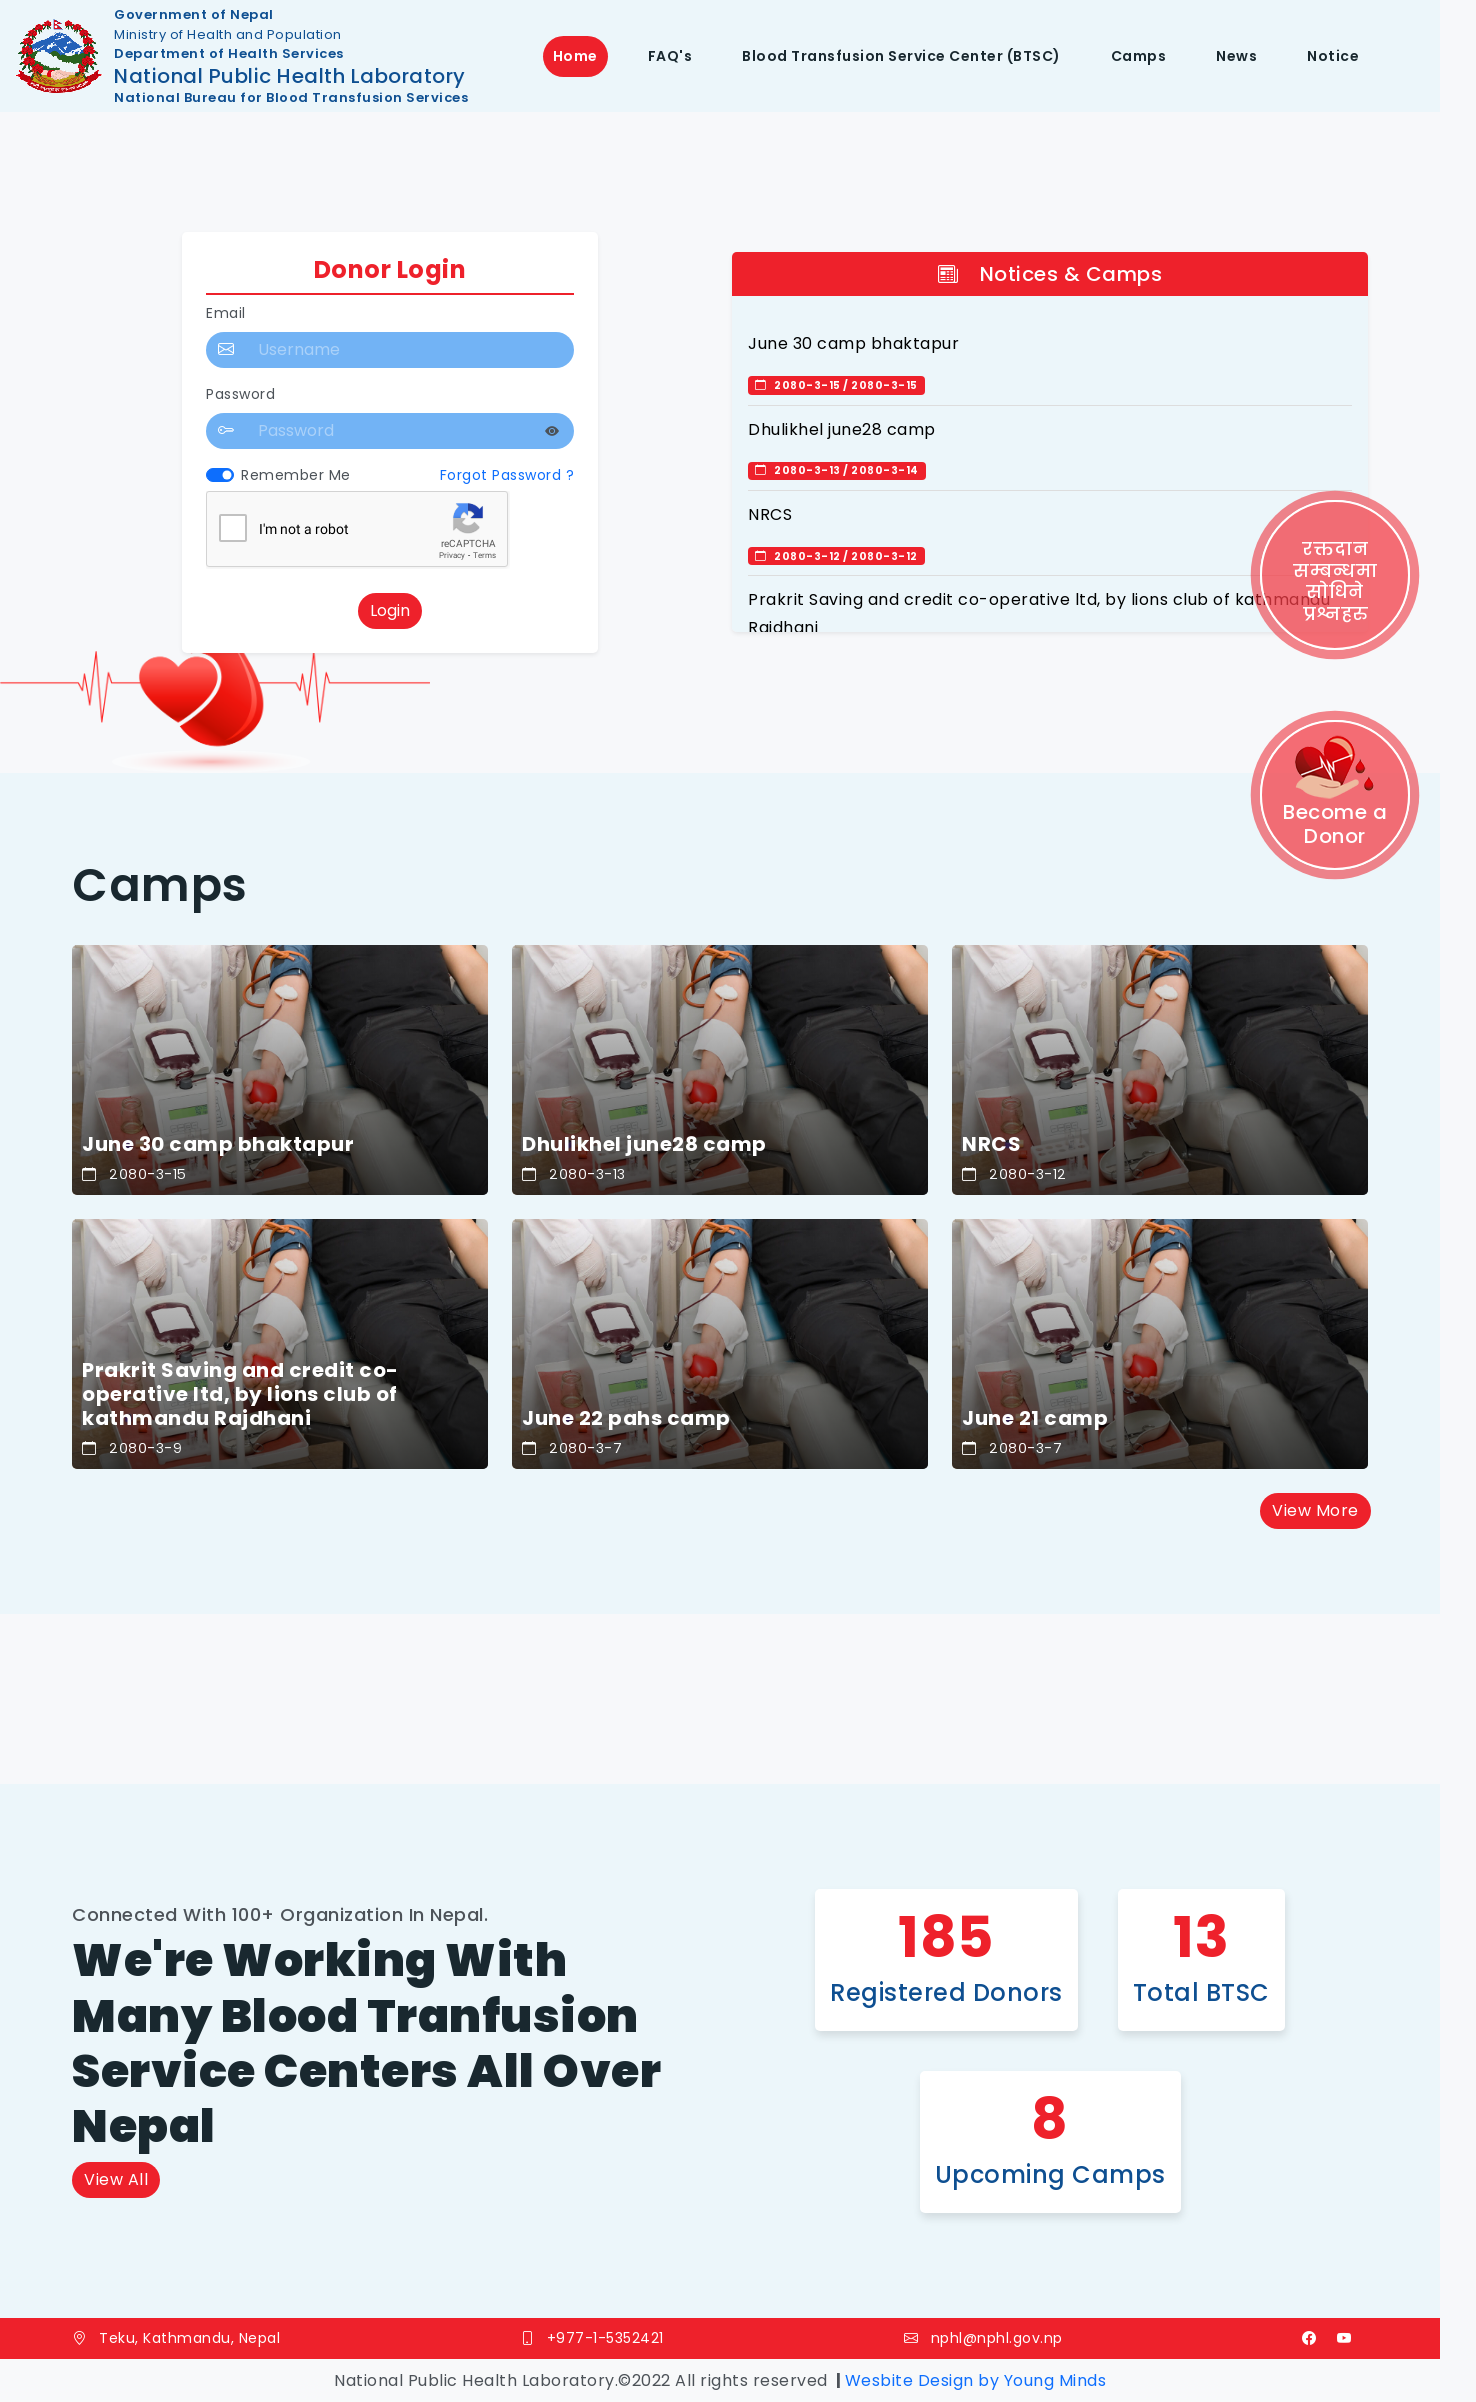 Government of Nepal
Ministry of Health and Population
Department of Health Services
National Public Health Laboratory
National Bureau for Blood Transfusion Services
Home
FAQ's
Blood Transfusion Service Center (BTSC)
Camps
News
Notice
Donor Login
Email
Username
Password
Password
Remember Me
Forgot Password ?
I'm not a robot
reCAPTCHA
Privacy - Terms
Login
Notices & Camps
June 30 camp bhaktapur
2080-3-15 / 2080-3-15
Dhulikhel june28 camp
2080-3-13 / 2080-3-14
NRCS
2080-3-12 / 2080-3-12
Prakrit Saving and credit co-operative ltd, by lions club of kathmandu
Rajdhani
रक्तदान
सम्बन्धमा
सोधिने
प्रश्नहरु
Become a
Donor
Camps
June 30 camp bhaktapur
2080-3-15
Dhulikhel june28 camp
2080-3-13
NRCS
2080-3-12
Prakrit Saving and credit co-
operative ltd, by lions club of
kathmandu Rajdhani
2080-3-9
June 22 pahs camp
2080-3-7
June 21 camp
2080-3-7
View More
Connected With 100+ Organization In Nepal.
We're Working With
Many Blood Tranfusion
Service Centers All Over
Nepal
View All
185
Registered Donors
13
Total BTSC
8
Upcoming Camps
Teku, Kathmandu, Nepal
+977-1-5352421
nphl@nphl.gov.np
National Public Health Laboratory.©2022 All rights reserved | Wesbite Design by Young Minds